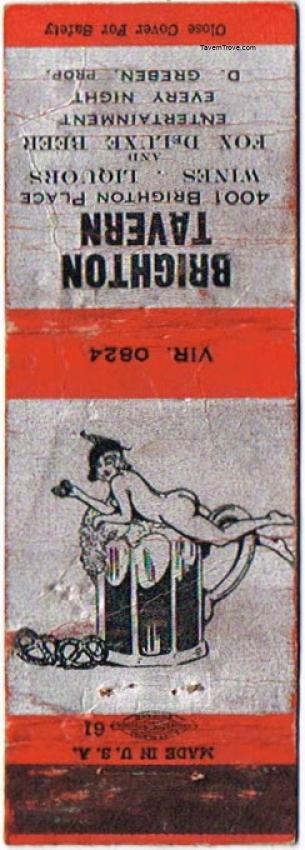 TavernTrove.com
MADE IN U.S.A.
61
VIR. 0824
BRIGHTON
TAVERN
4001 BRIGHTON PLACE
WINES . LIQUORS
AND
FOX DELUXE BEER
ENTERTAINMENT
EVERY NIGHT
D. GREBEN, PROP.
Close Cover For Safety